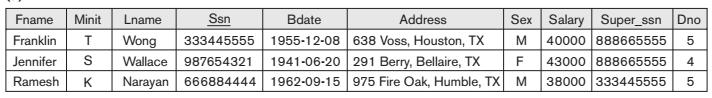 Fname Minit Lname Ssn Bdate Address Sex Salary Super_ssn Dno
Franklin T Wong 333445555 1955-12-08 638 Voss, Houston, TX M 40000 888665555 5
Jennifer S Wallace 987654321 1941-06-20 291 Berry, Bellaire, TX F 43000 888665555 4
Ramesh K Narayan 666884444 1962-09-15 975 Fire Oak, Humble, TX M 38000 333445555 5